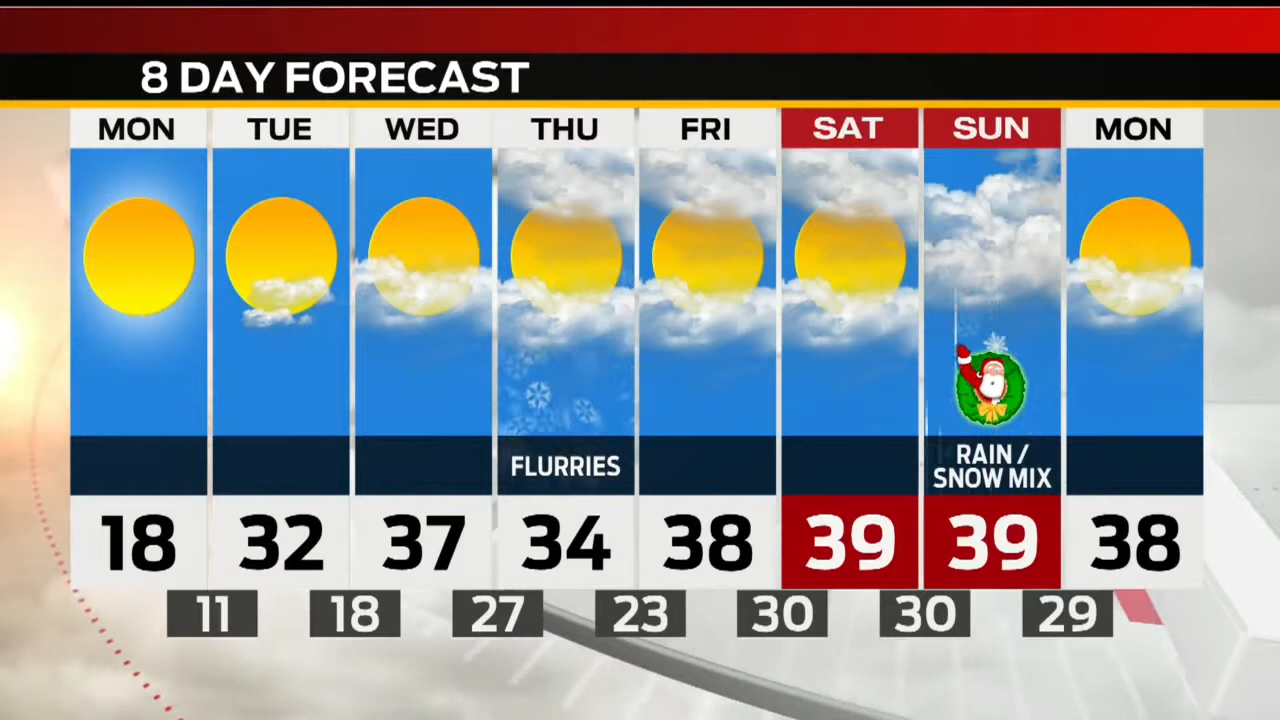 8 DAY FORECAST
MON TUE WED THU FRI SAT SUN MON
FLURRIES
RAIN /
SNOW MIX
18 32 37 34 38 39 39 38
11 18 27 23 30 30 29